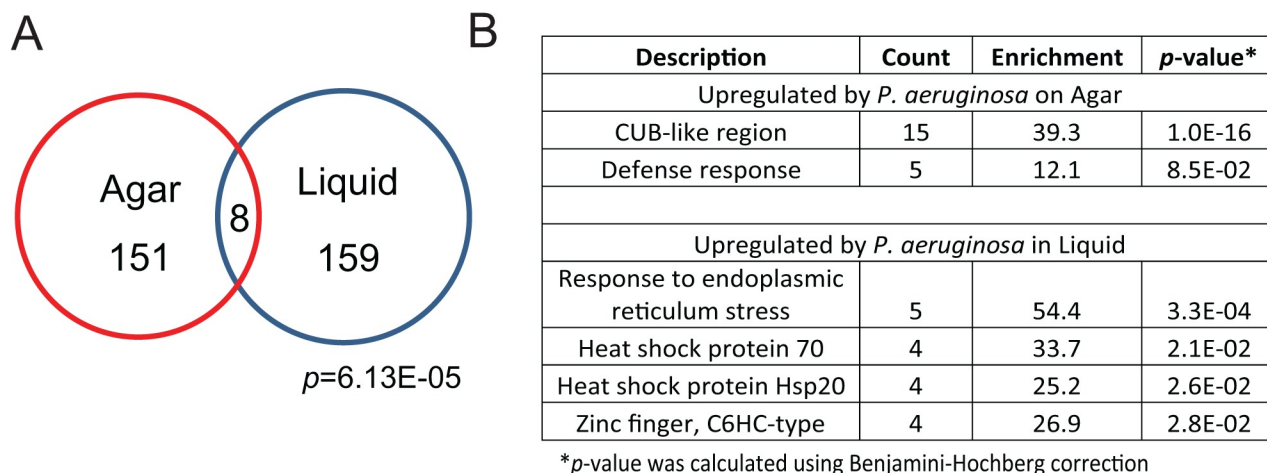 A
Agar
151
8
Liquid
159
p=6.13E-05
B
Description Count Enrichment p-value*
Upregulated by P. aeruginosa on Agar
CUB-like region 15 39.3 1.0E-16
Defense response 5 12.1 8.5E-02
Upregulated by P. aeruginosa in Liquid
Response to endoplasmic
reticulum stress 5 54.4 3.3E-04
Heat shock protein 70 4 33.7 2.1E-02
Heat shock protein Hsp20 4 25.2 2.6E-02
Zinc finger, C6HC-type 4 26.9 2.8E-02
*p-value was calculated using Benjamini-Hochberg correction